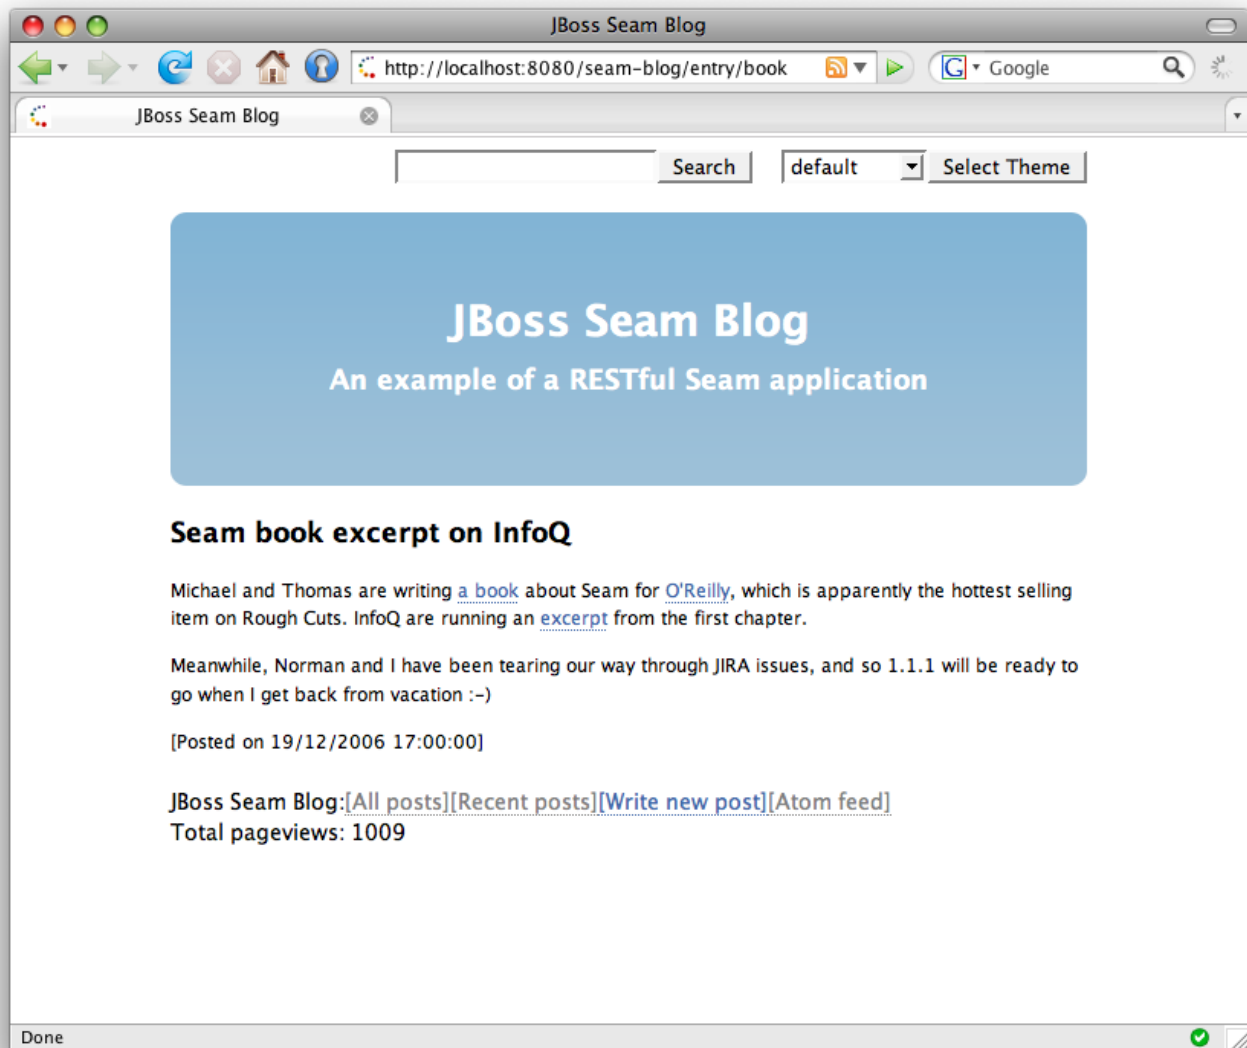 JBoss Seam Blog
http://localhost:8080/seam-blog/entry/book
G Google
JBoss Seam Blog
Search default Select Theme
JBoss Seam Blog
An example of a RESTful Seam application
Seam book excerpt on InfoQ
Michael and Thomas are writing a book about Seam for O'Reilly, which is apparently the hottest selling
item on Rough Cuts. InfoQ are running an excerpt from the first chapter.
Meanwhile, Norman and I have been tearing our way through JIRA issues, and so 1.1.1 will be ready to
go when I get back from vacation :-)
[Posted on 19/12/2006 17:00:00]
JBoss Seam Blog:[All posts][Recent posts][Write new post][Atom feed]
Total pageviews: 1009
Done